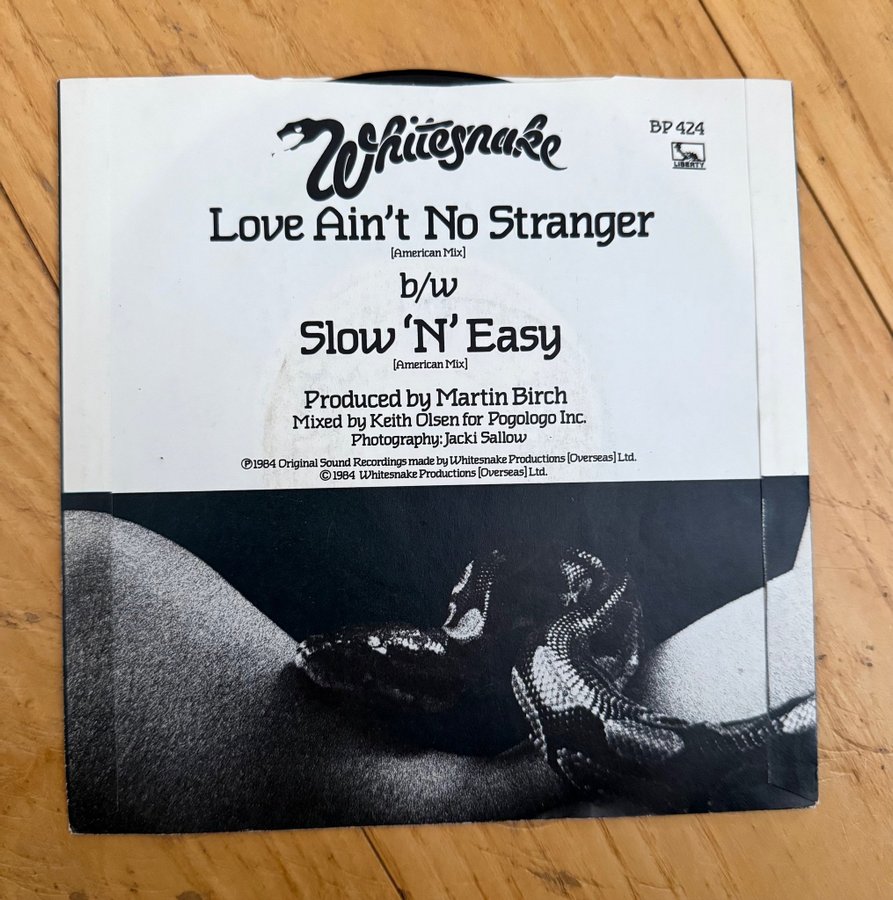 Whitesnake
BP 424
LIBERTY
Love Ain't No Stranger
[American Mix]
b/w
Slow 'N' Easy
[American Mix]
Produced by Martin Birch
Mixed by Keith Olsen for Pogologo Inc.
Photography: Jacki Sallow
℗1984 Original Sound Recordings made by Whitesnake Productions [Overseas] Ltd.
©1984 Whitesnake Productions [Overseas] Ltd.